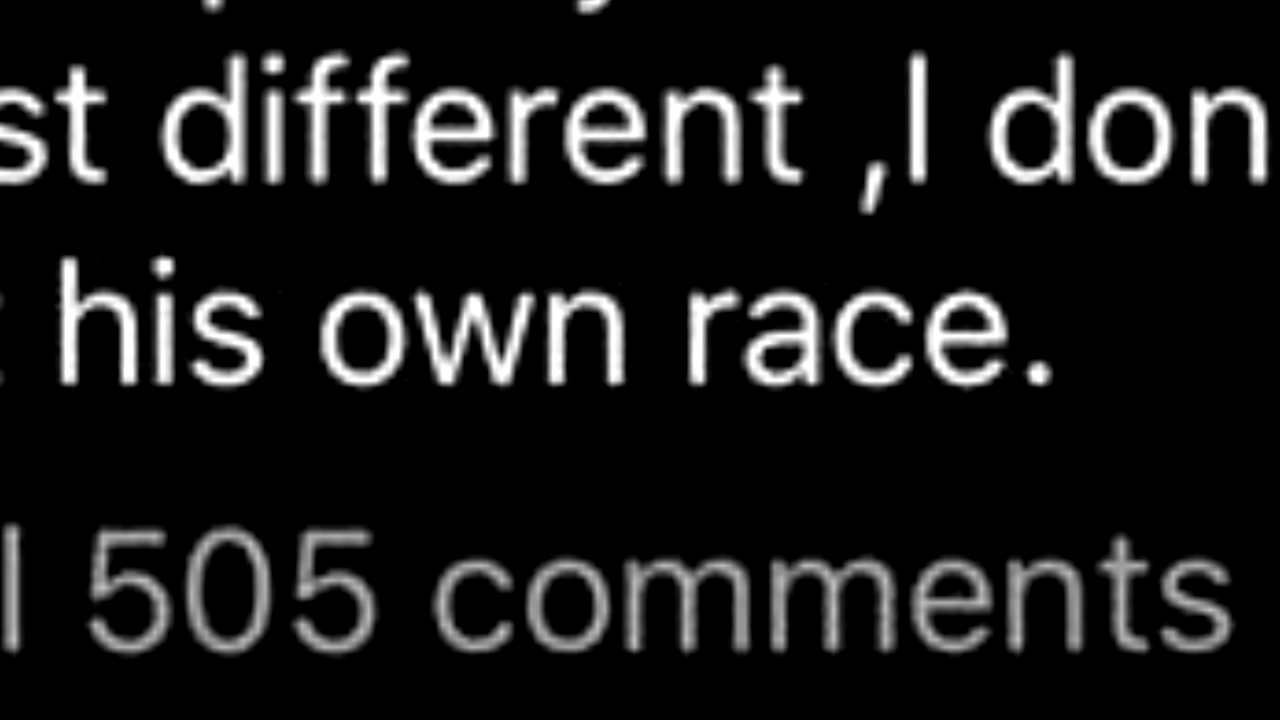 st different ,I don
his own race.
l 505 comments